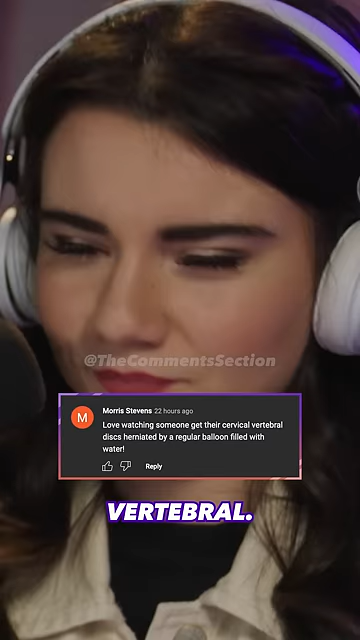 @TheCommentsSection
M
Morris Stevens 22 hours ago
Love watching someone get their cervical vertebral
discs herniated by a regular balloon filled with
water!
Reply
VERTEBRAL.